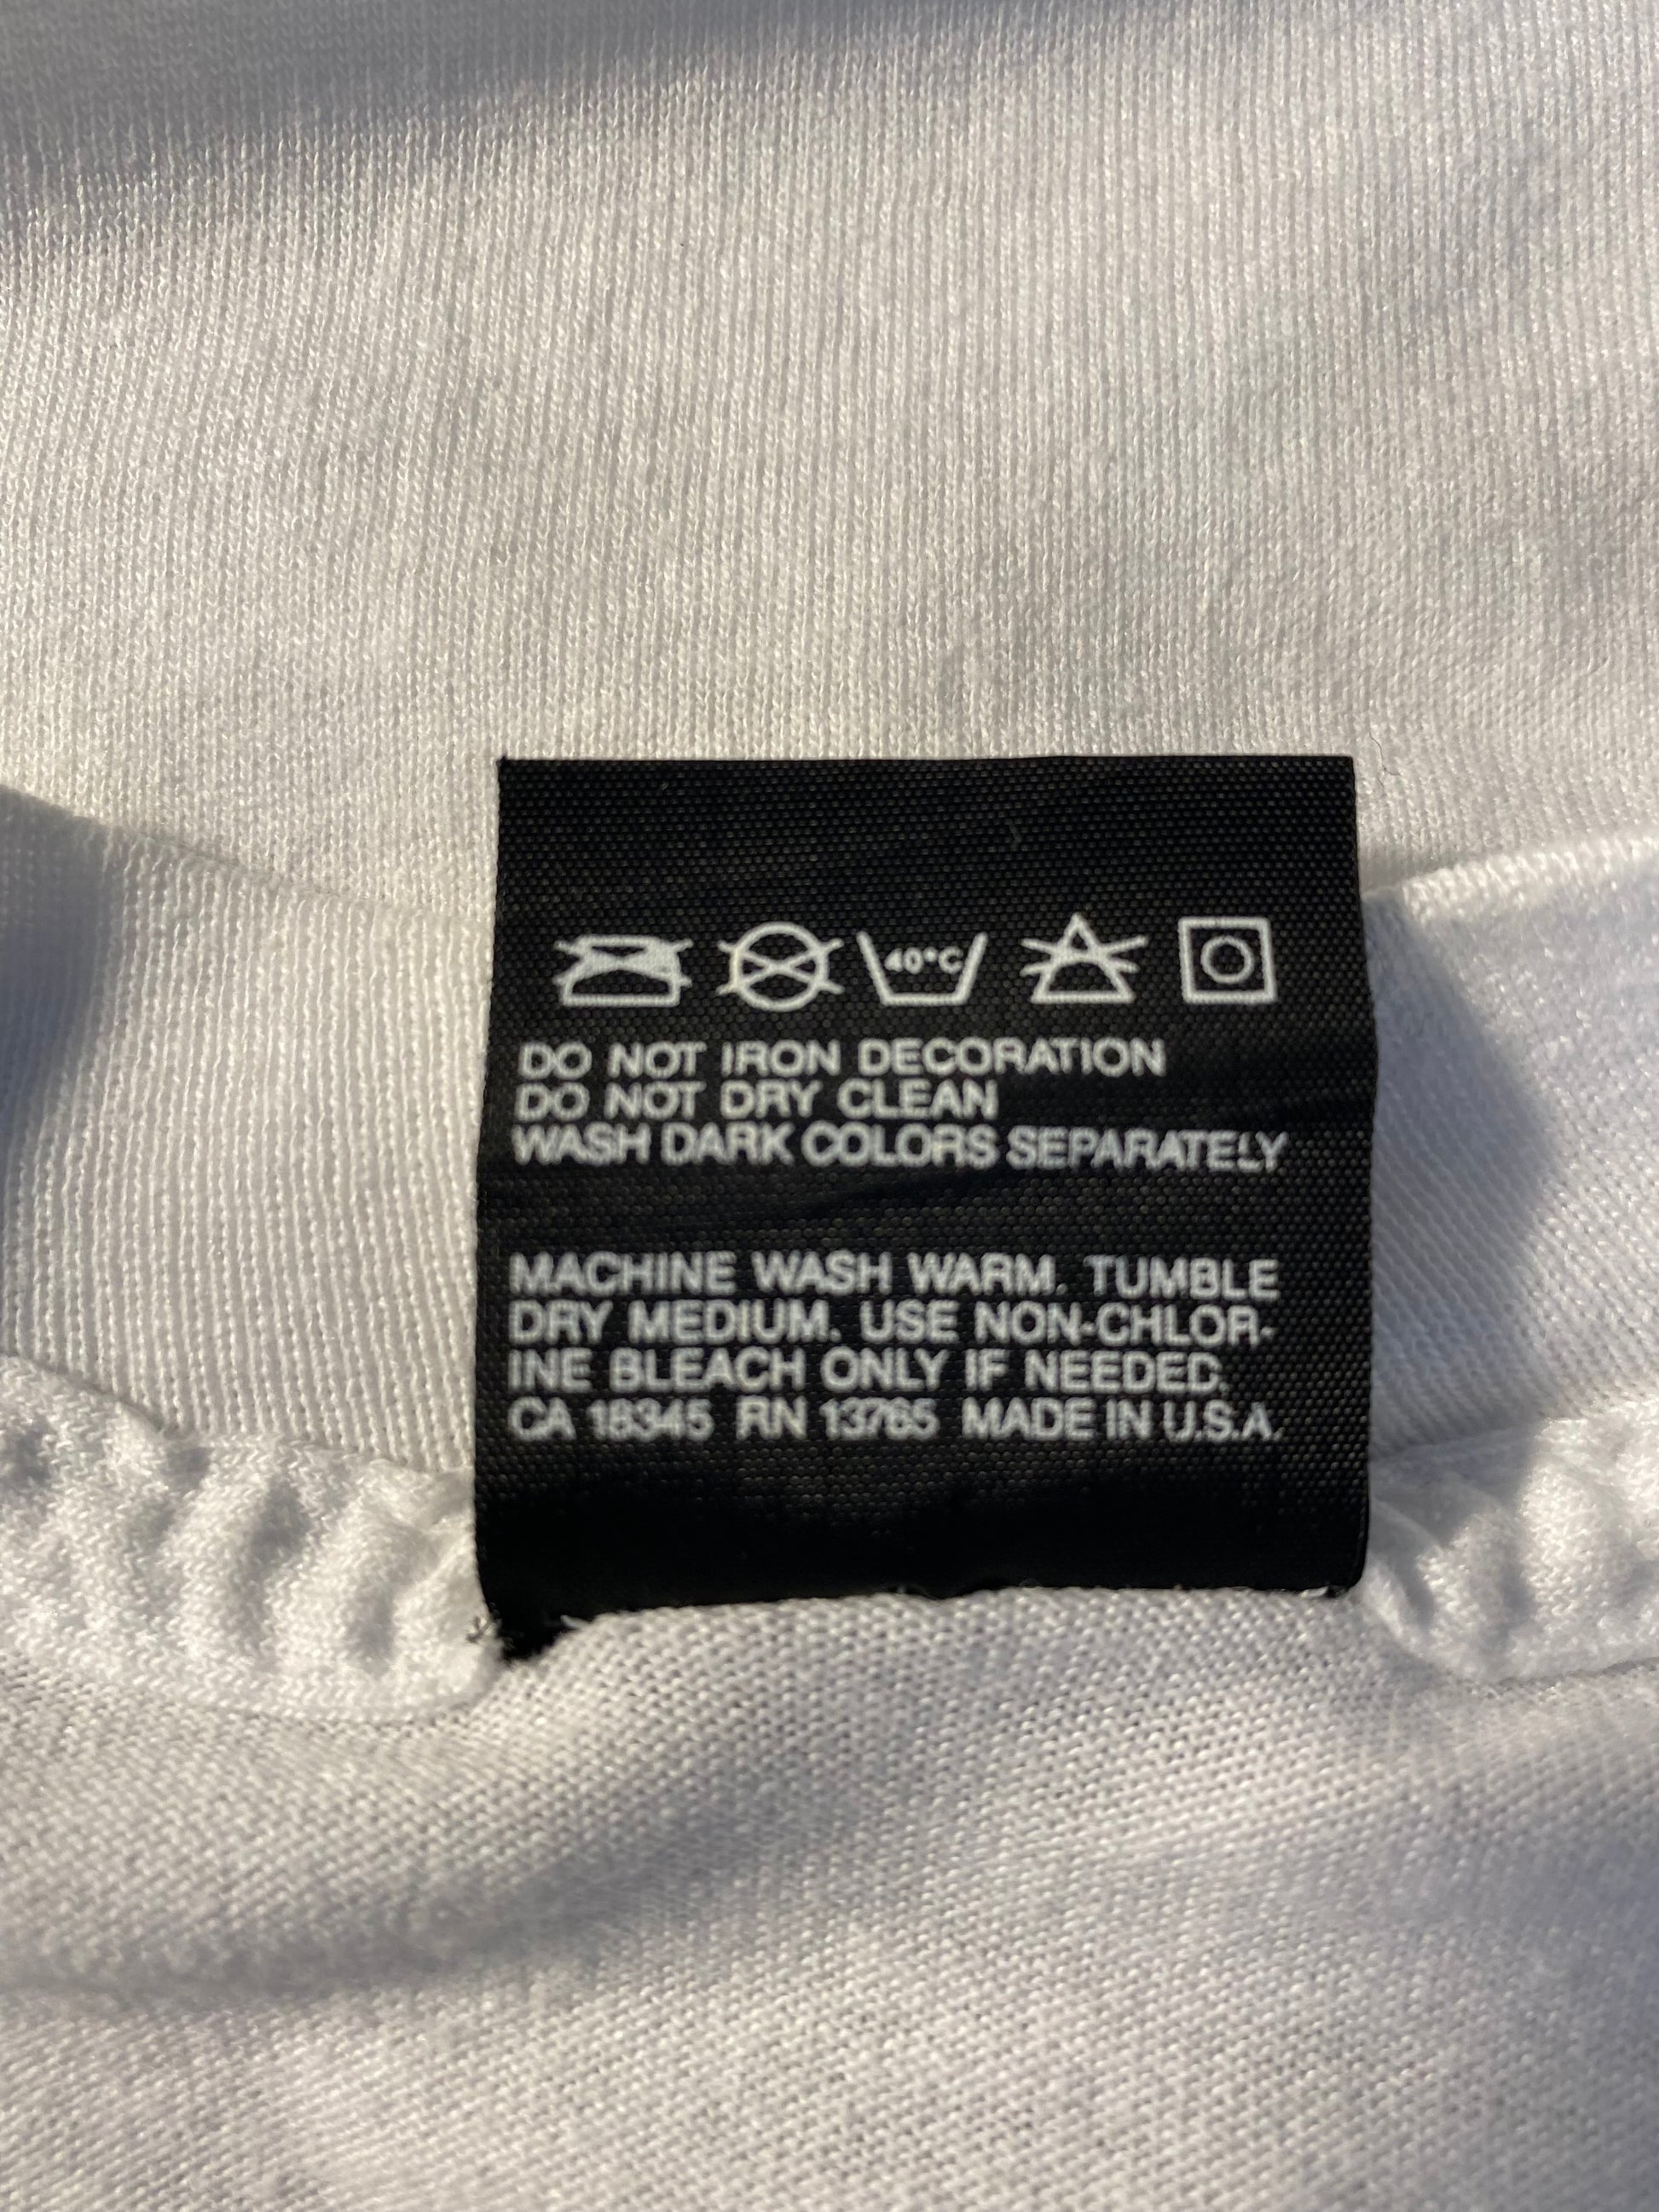 40°C
DO NOT IRON DECORATION
DO NOT DRY CLEAN
WASH DARK COLORS SEPARATELY
MACHINE WASH WARM. TUMBLE
DRY MEDIUM. USE NON-CHLOR-
INE BLEACH ONLY IF NEEDED.
CA 18345 RN 13765 MADE IN U.S.A.